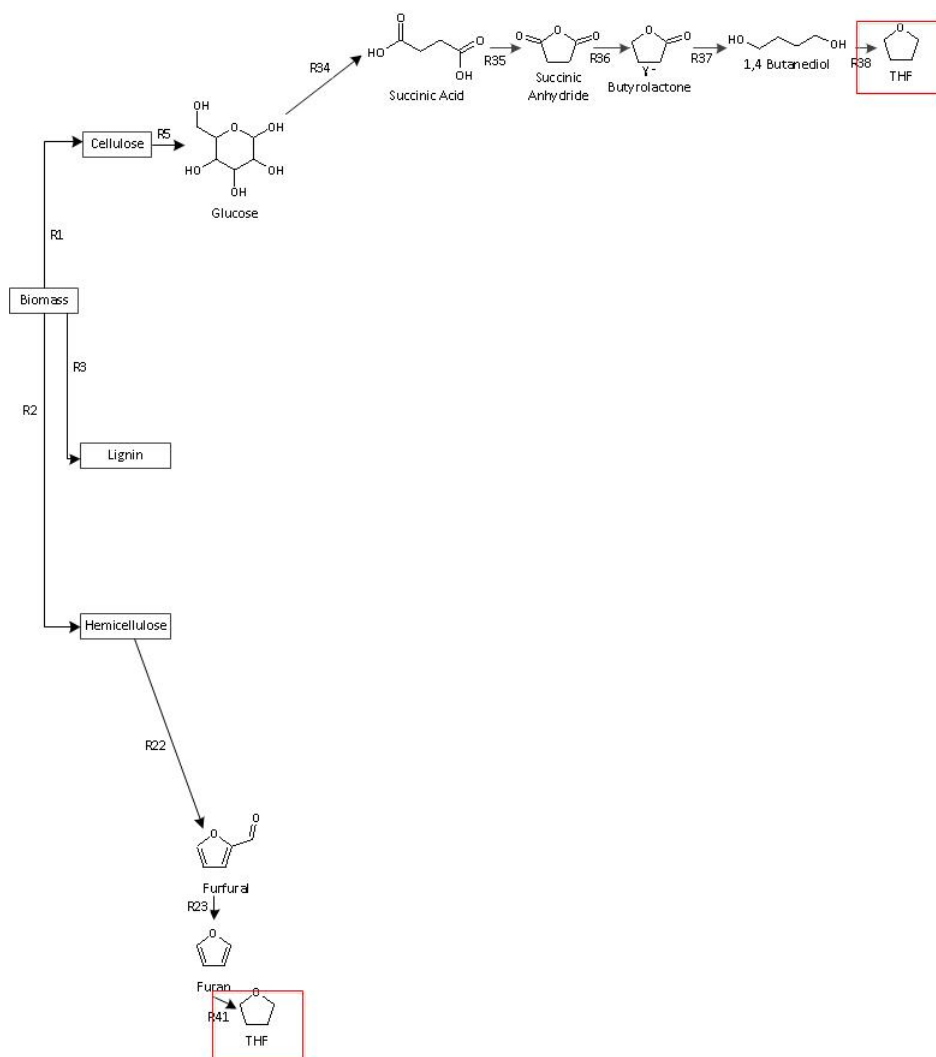 O
OH
HO
O
R34
Succinic Acid
R35
O
O
O
Succinic
Anhydride
R36
O
O
γ-
Butyrolactone
R37
HO
OH
1,4 Butanediol
R38
O
THF
OH
O
OH
HO
OH
OH
Glucose
Cellulose
R5
R1
Biomass
R3
R2
Lignin
Hemicellulose
R22
O
O
Furfural
R23
O
Furan
R41
O
THF